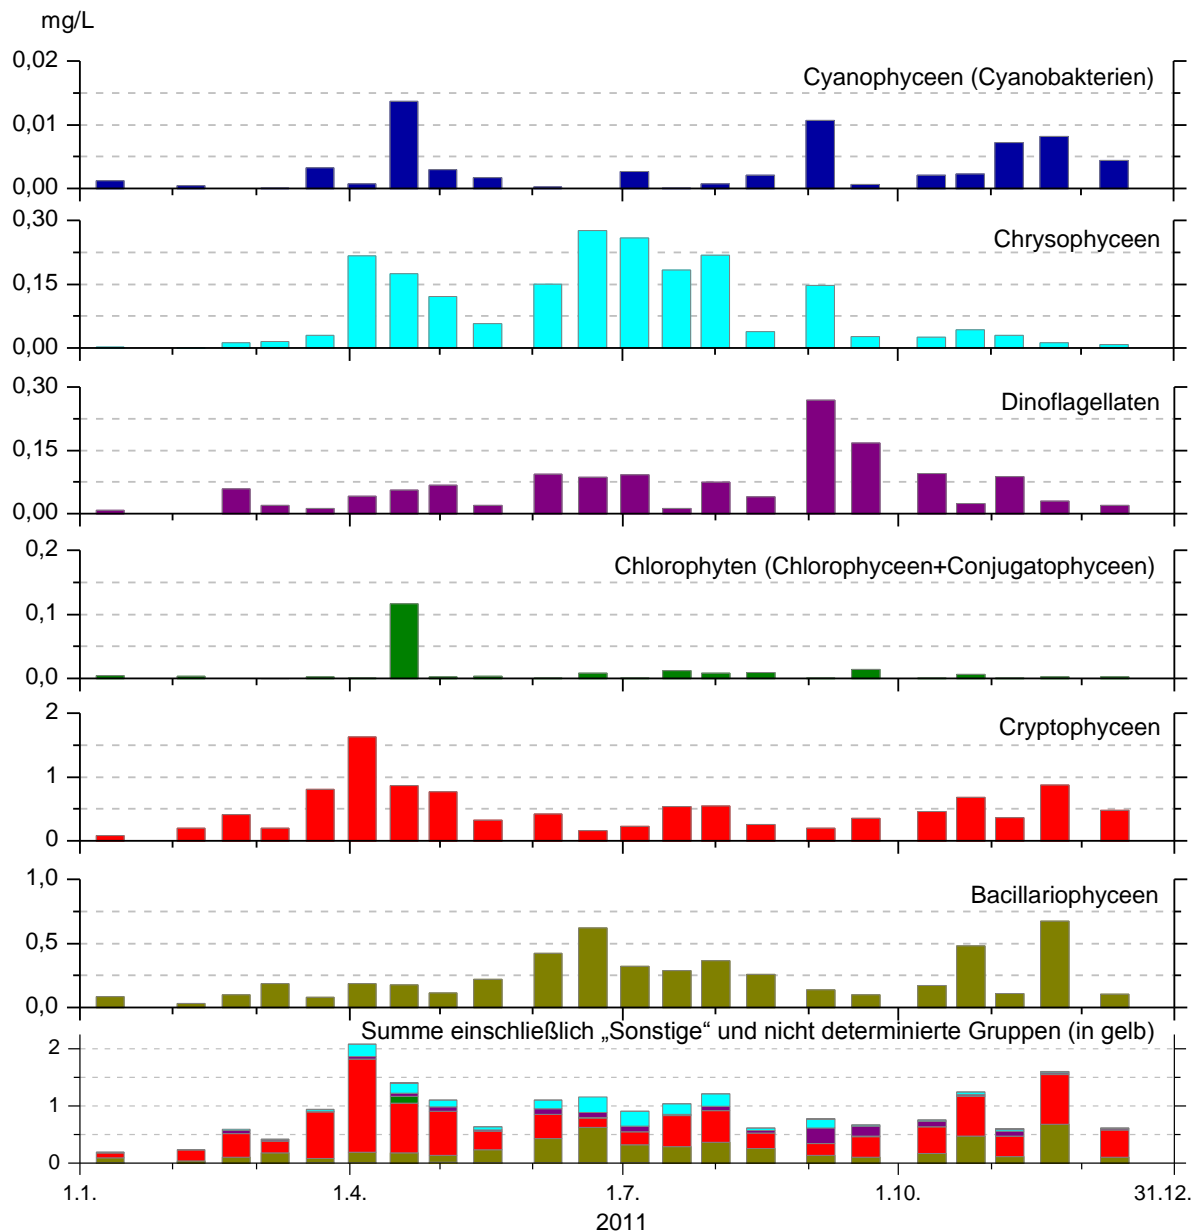 mg/L
0,02
Cyanophyceen (Cyanobakterien)
0,01
0,00
0,30
Chrysophyceen
0,15
0,00
0,30
Dinoflagellaten
0,15
0,00
0,2
Chlorophyten (Chlorophyceen+Conjugatophyceen)
0,1
0,0
2
Cryptophyceen
1
0
1,0
Bacillariophyceen
0,5
0,0
Summe einschließlich „Sonstige“ und nicht determinierte Gruppen (in gelb)
2
1
0
1.1. 1.4. 1.7. 1.10. 31.12.
2011